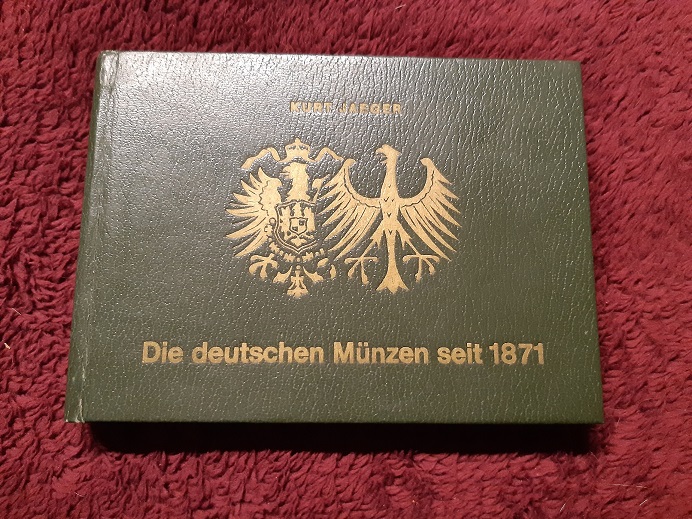 KURT JAEGER
Die deutschen Münzen seit 1871